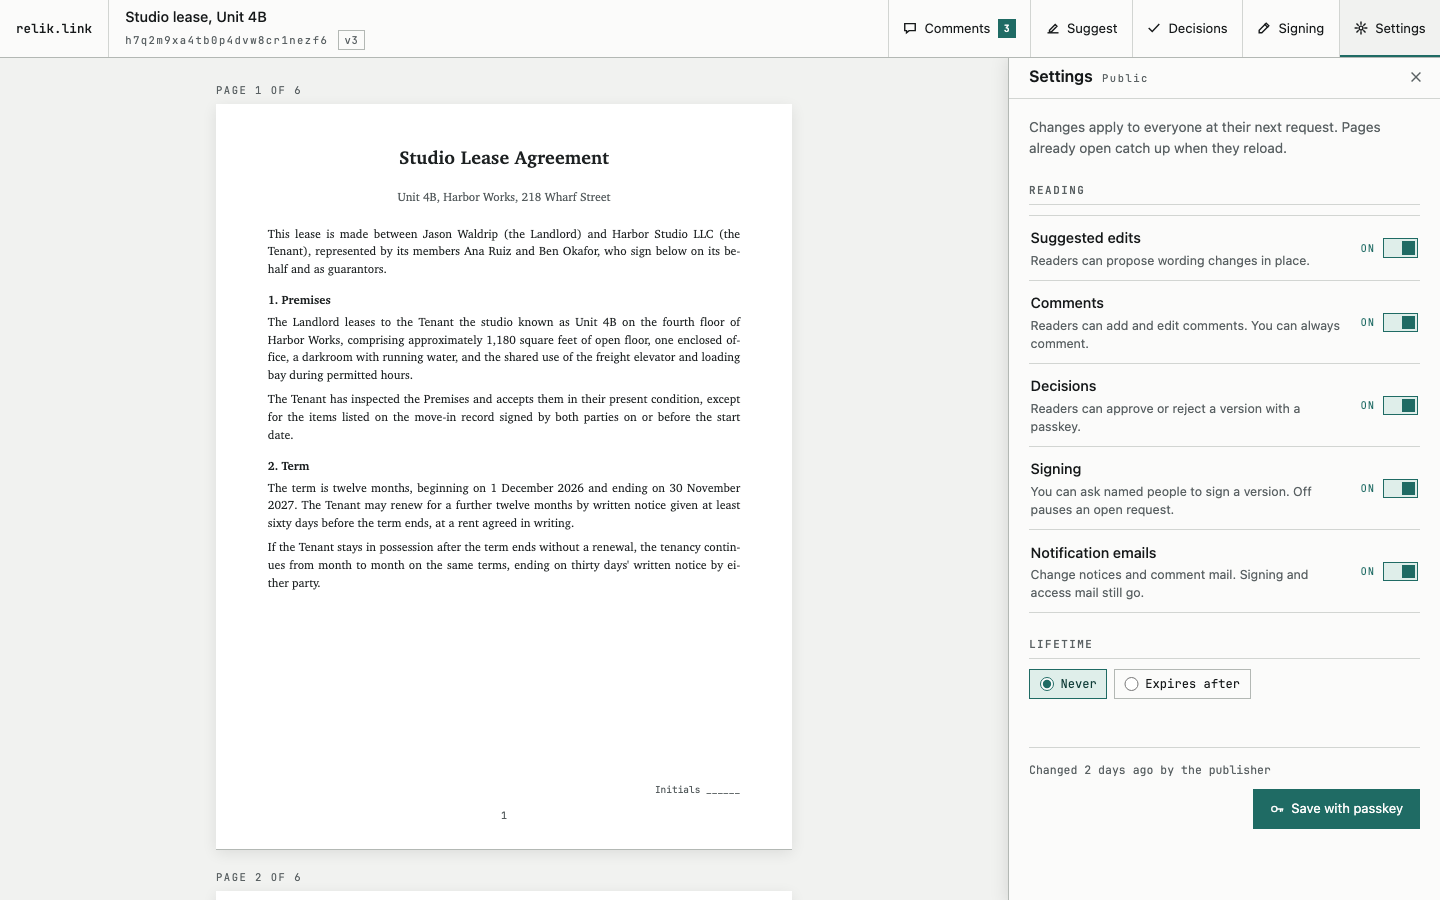 relik.link
Studio lease, Unit 4B
h7q2m9xa4tb0p4dvw8cr1nezf6 v3
Comments 3
Suggest
Decisions
Signing
Settings
PAGE 1 OF 6
Studio Lease Agreement
Unit 4B, Harbor Works, 218 Wharf Street
This lease is made between Jason Waldrip (the Landlord) and Harbor Studio LLC (the
Tenant), represented by its members Ana Ruiz and Ben Okafor, who sign below on its be-
half and as guarantors.
1. Premises
The Landlord leases to the Tenant the studio known as Unit 4B on the fourth floor of
Harbor Works, comprising approximately 1,180 square feet of open floor, one enclosed of-
fice, a darkroom with running water, and the shared use of the freight elevator and loading
bay during permitted hours.
The Tenant has inspected the Premises and accepts them in their present condition, except
for the items listed on the move-in record signed by both parties on or before the start
date.
2. Term
The term is twelve months, beginning on 1 December 2026 and ending on 30 November
2027. The Tenant may renew for a further twelve months by written notice given at least
sixty days before the term ends, at a rent agreed in writing.
If the Tenant stays in possession after the term ends without a renewal, the tenancy contin-
ues from month to month on the same terms, ending on thirty days' written notice by ei-
ther party.
Initials ______
1
PAGE 2 OF 6
Settings Public
Changes apply to everyone at their next request. Pages
already open catch up when they reload.
READING
Suggested edits
Readers can propose wording changes in place.
ON
Comments
Readers can add and edit comments. You can always
comment.
ON
Decisions
Readers can approve or reject a version with a
passkey.
ON
Signing
You can ask named people to sign a version. Off
pauses an open request.
ON
Notification emails
Change notices and comment mail. Signing and
access mail still go.
ON
LIFETIME
Never
Expires after
Changed 2 days ago by the publisher
Save with passkey